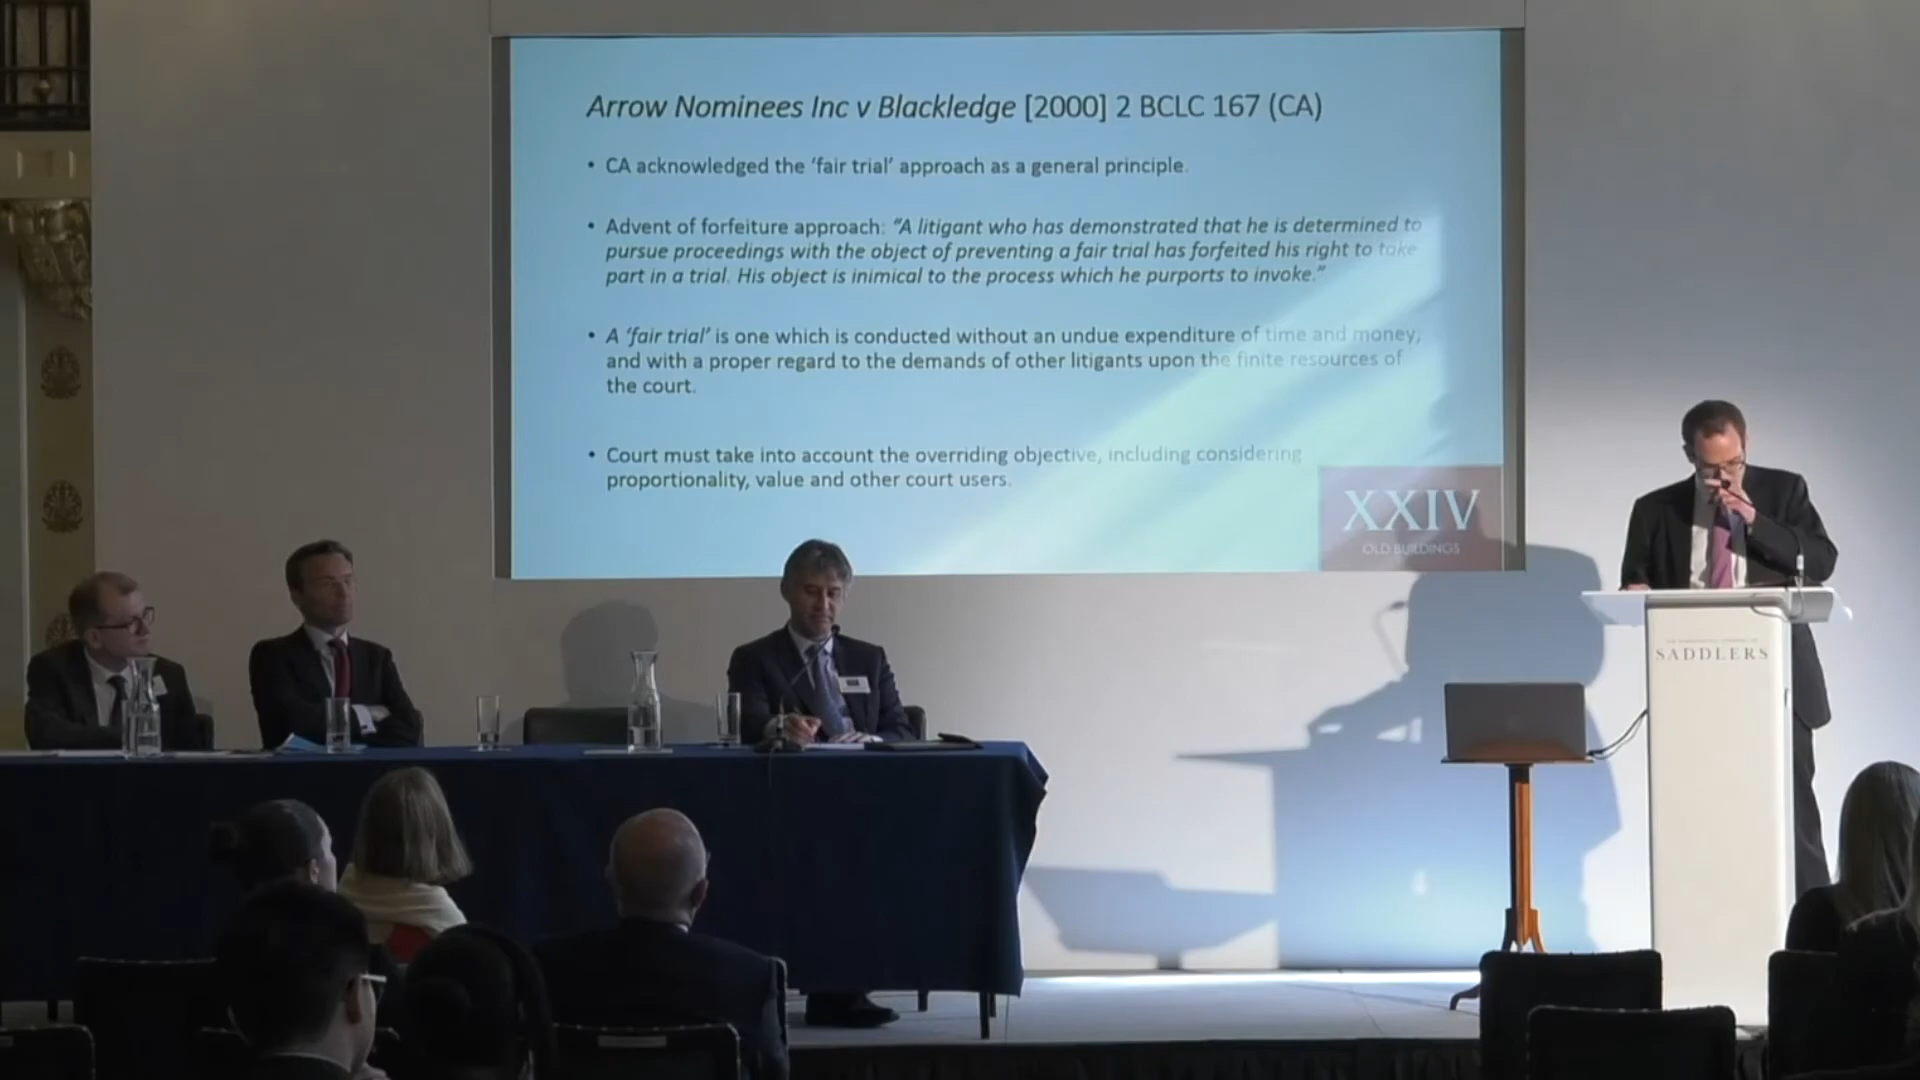 Arrow Nominees Inc v Blackledge [2000] 2 BCLC 167 (CA)
• CA acknowledged the ‘fair trial’ approach as a general principle.
• Advent of forfeiture approach: “A litigant who has demonstrated that he is determined to
pursue proceedings with the object of preventing a fair trial has forfeited his right to take
part in a trial. His object is inimical to the process which he purports to invoke.”
• A ‘fair trial’ is one which is conducted without an undue expenditure of time and money,
and with a proper regard to the demands of other litigants upon the finite resources of
the court.
• Court must take into account the overriding objective, including considering
proportionality, value and other court users.
XXIV
OLD BUILDINGS
SADDLERS